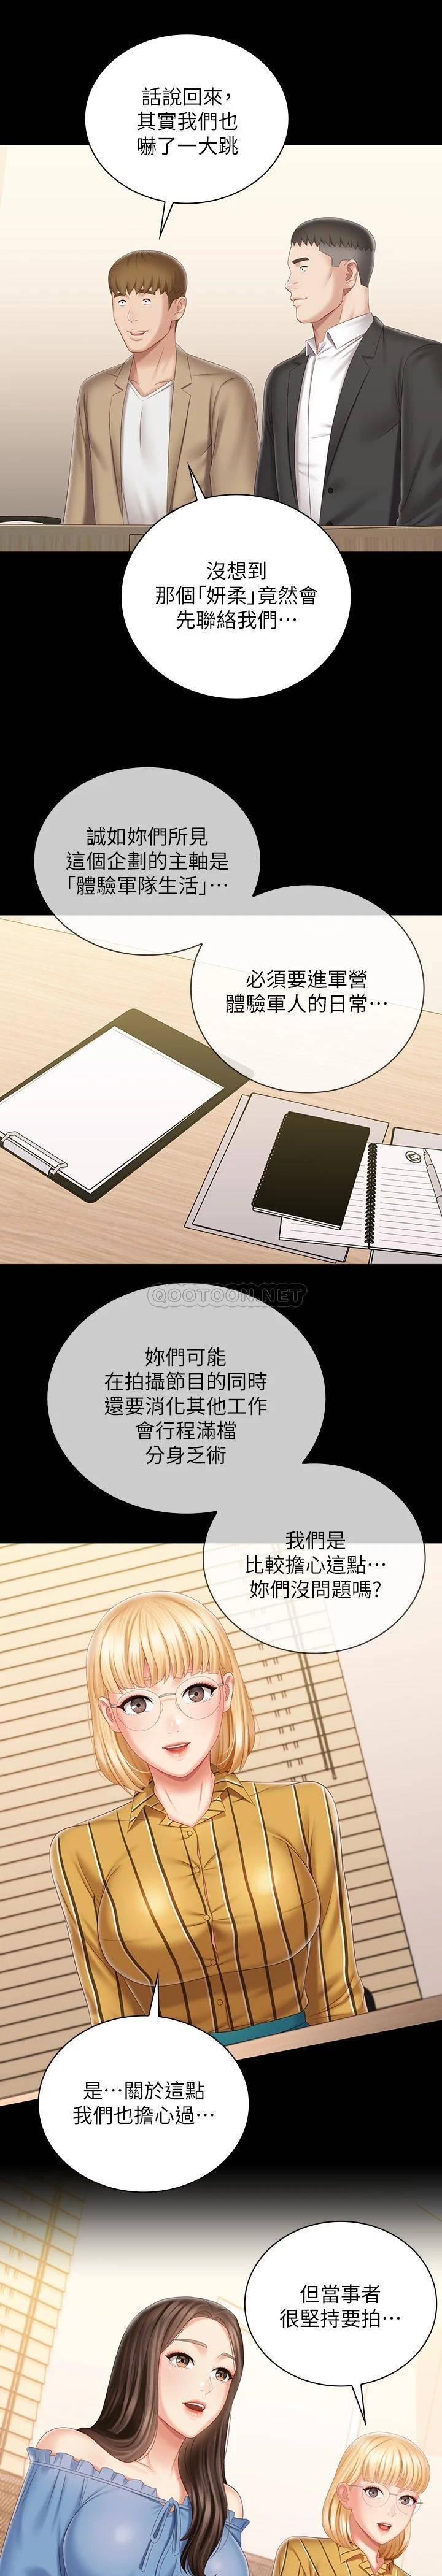 話說回來，
其實我們也
嚇了一大跳
沒想到
那個「妍柔」竟然會
先聯絡我們…
誠如妳們所見
這個企劃的主軸是
「體驗軍隊生活」…
必須要進軍營
體驗軍人的日常…
QOOTOON.NET
妳們可能
在拍攝節目的同時
還要消化其他工作
會行程滿檔
分身乏術
我們是
比較擔心這點…
妳們沒問題嗎?
是…關於這點
我們也擔心過…
但當事者
很堅持要拍…